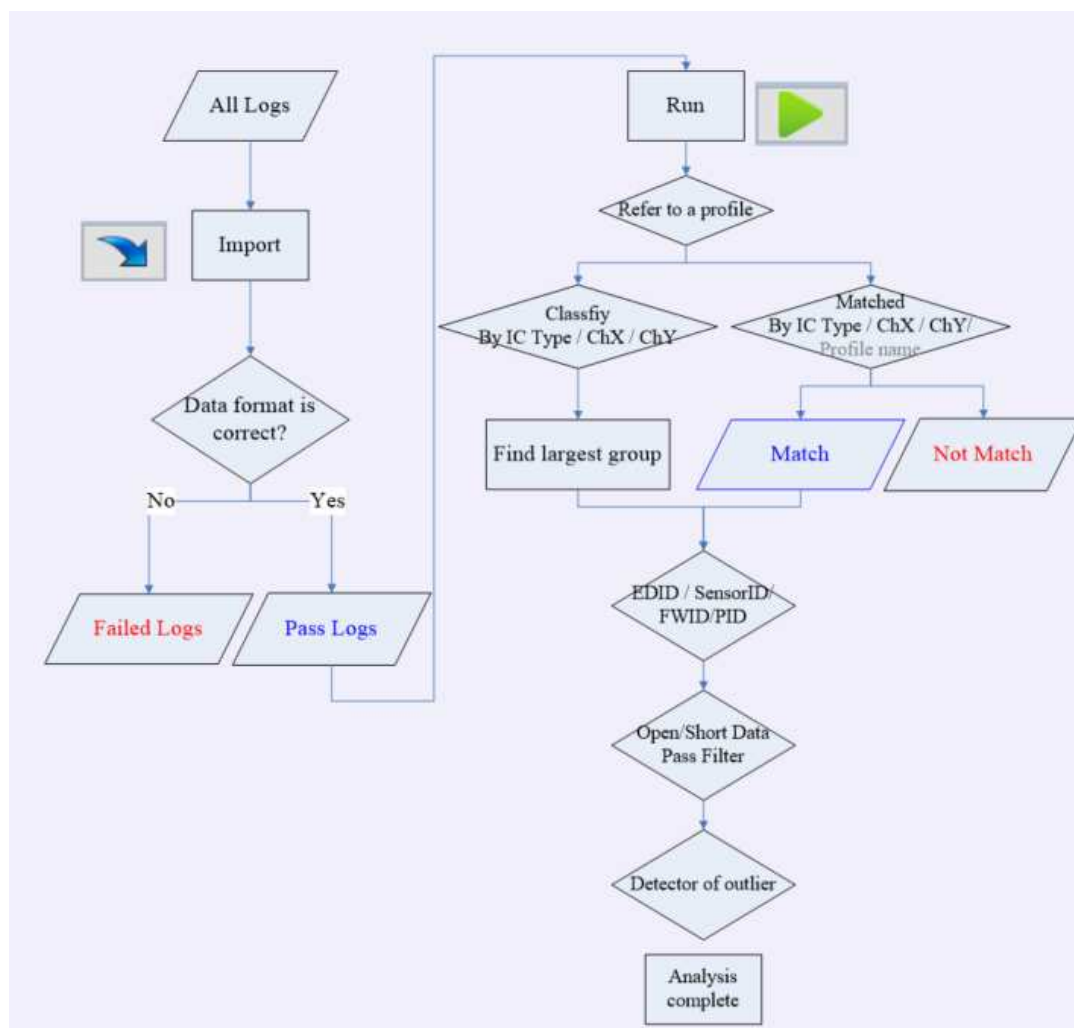 All Logs
Import
Data format is
correct?
No
Yes
Failed Logs
Pass Logs
Run
Refer to a profile
Classfiy
By IC Type / ChX / ChY
Matched
By IC Type / ChX / ChY/
Profile name
Find largest group
Match
Not Match
EDID / SensorID/
FWID/PID
Open/Short Data
Pass Filter
Detector of outlier
Analysis
complete